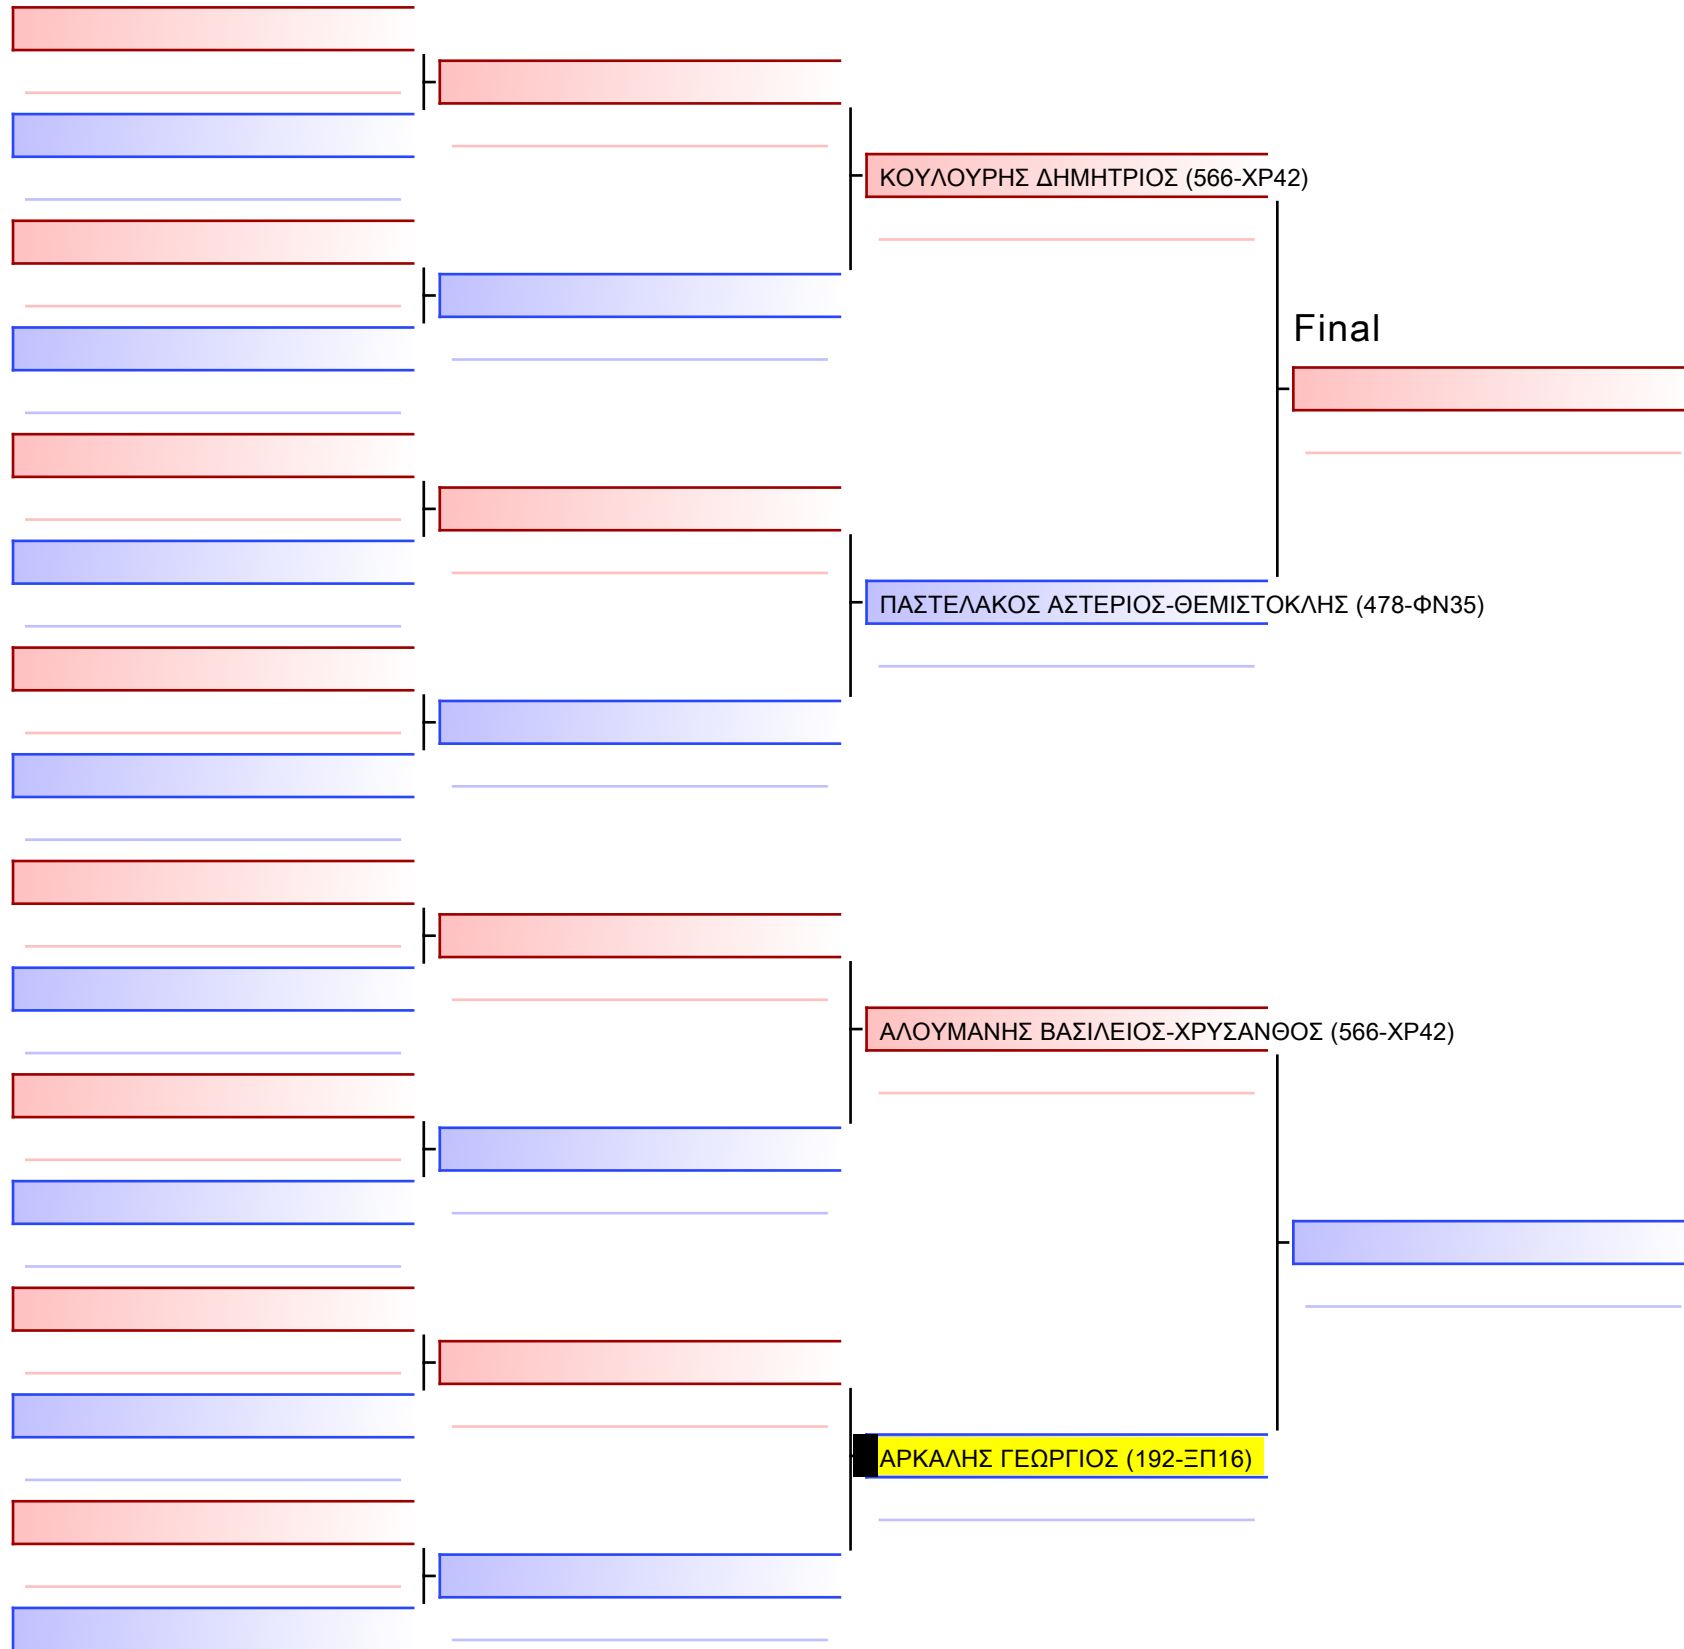 ΚΟΥΛΟΥΡΗΣ ΔΗΜΗΤΡΙΟΣ (566-ΧΡ42)
Final
ΠΑΣΤΕΛΑΚΟΣ ΑΣΤΕΡΙΟΣ-ΘΕΜΙΣΤΟΚΛΗΣ (478-ΦΝ35)
ΑΛΟΥΜΑΝΗΣ ΒΑΣΙΛΕΙΟΣ-ΧΡΥΣΑΝΘΟΣ (566-ΧΡ42)
ΑΡΚΑΛΗΣ ΓΕΩΡΓΙΟΣ (192-ΞΠ16)